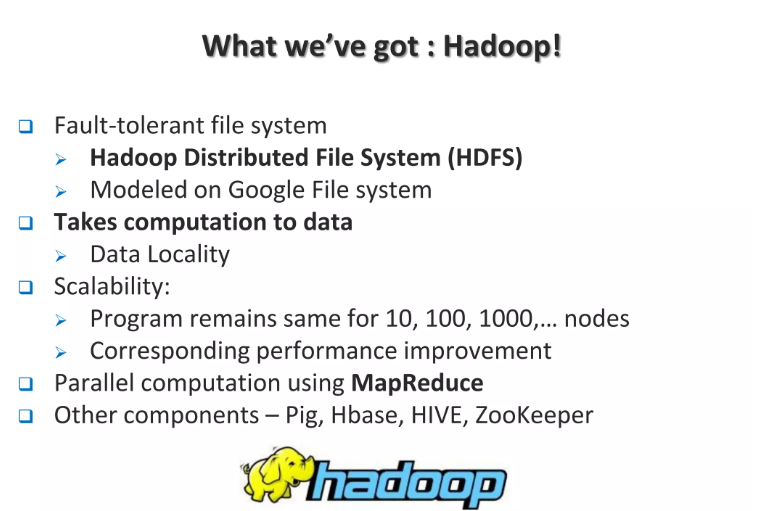 What we’ve got : Hadoop!
Fault-tolerant file system
Hadoop Distributed File System (HDFS)
Modeled on Google File system
Takes computation to data
Data Locality
Scalability:
Program remains same for 10, 100, 1000,… nodes
Corresponding performance improvement
Parallel computation using MapReduce
Other components – Pig, Hbase, HIVE, ZooKeeper
hadoop